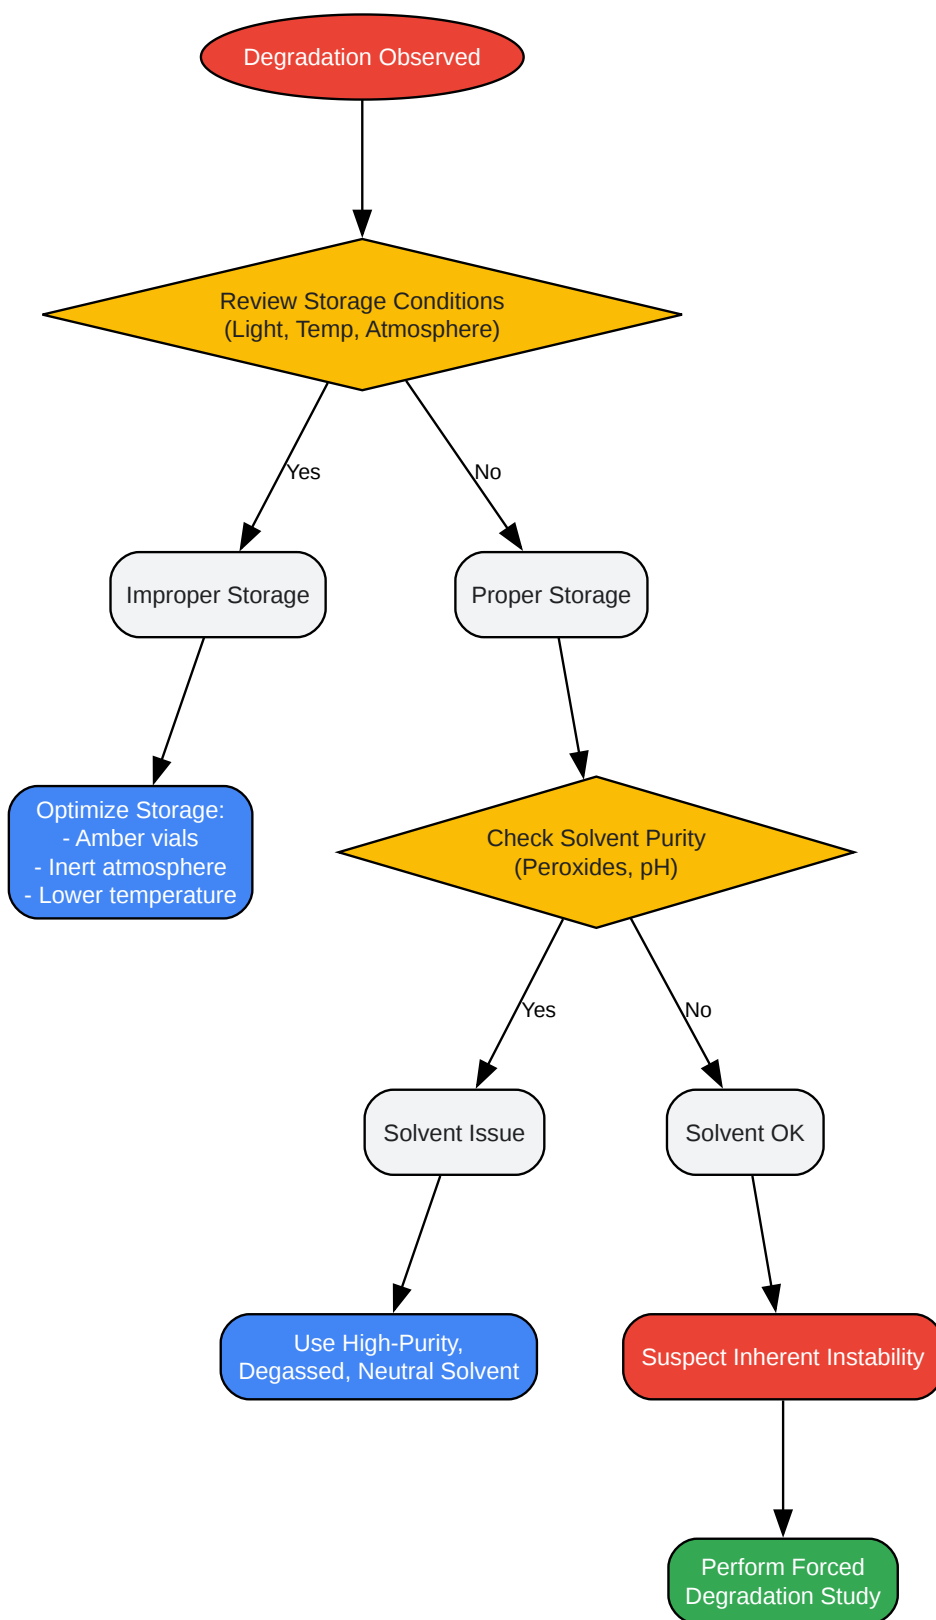 Degradation Observed
Review Storage Conditions
(Light, Temp, Atmosphere)
Yes
No
Improper Storage
Proper Storage
Optimize Storage:
- Amber vials
- Inert atmosphere
- Lower temperature
Check Solvent Purity
(Peroxides, pH)
Yes
No
Solvent Issue
Solvent OK
Use High-Purity,
Degassed, Neutral Solvent
Suspect Inherent Instability
Perform Forced
Degradation Study